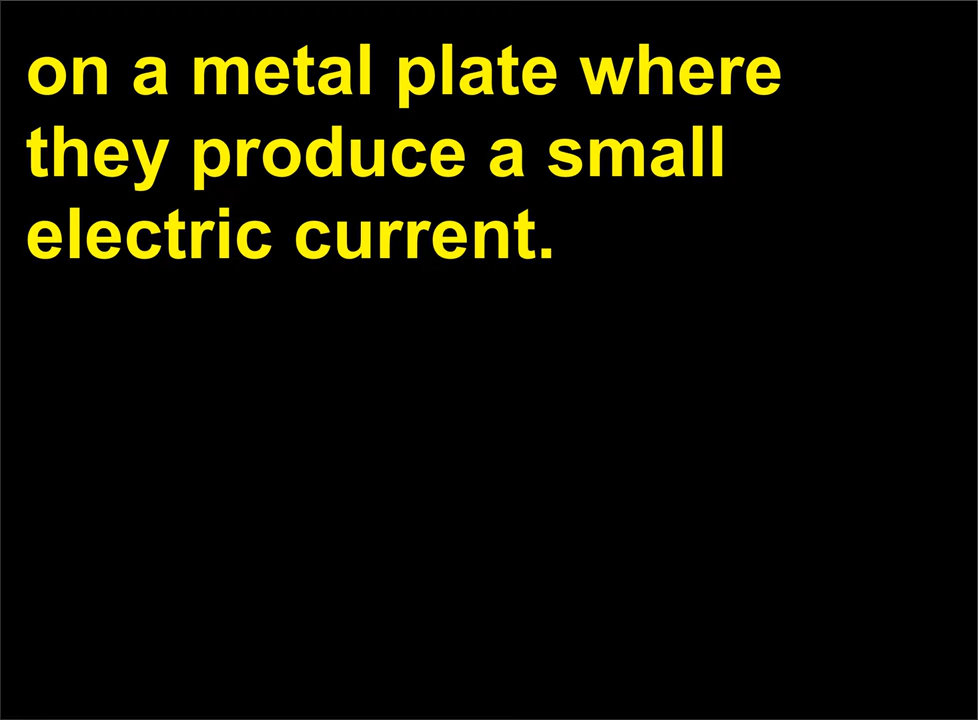 on a metal plate where
they produce a small
electric current.